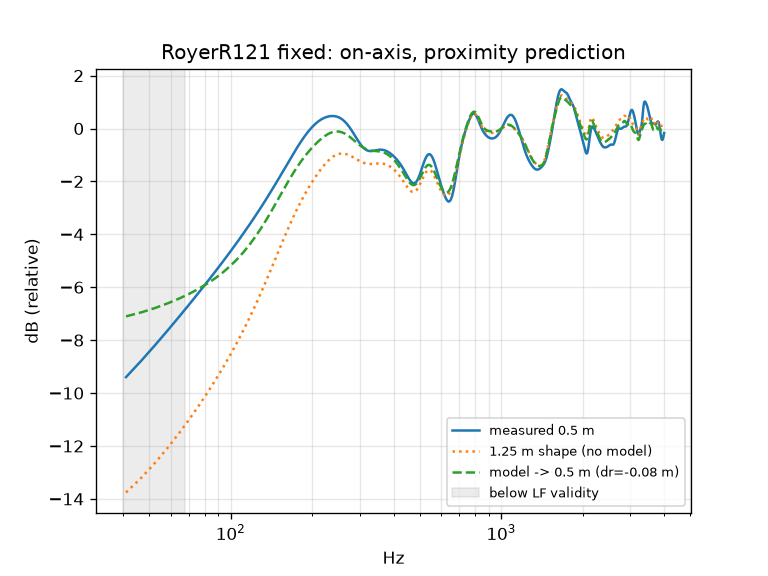 RoyerR121 fixed: on-axis, proximity prediction
dB (relative)
2
0
−2
−4
−6
−8
−10
−12
−14
measured 0.5 m
1.25 m shape (no model)
model -> 0.5 m (dr=-0.08 m)
below LF validity
10²
10³
Hz